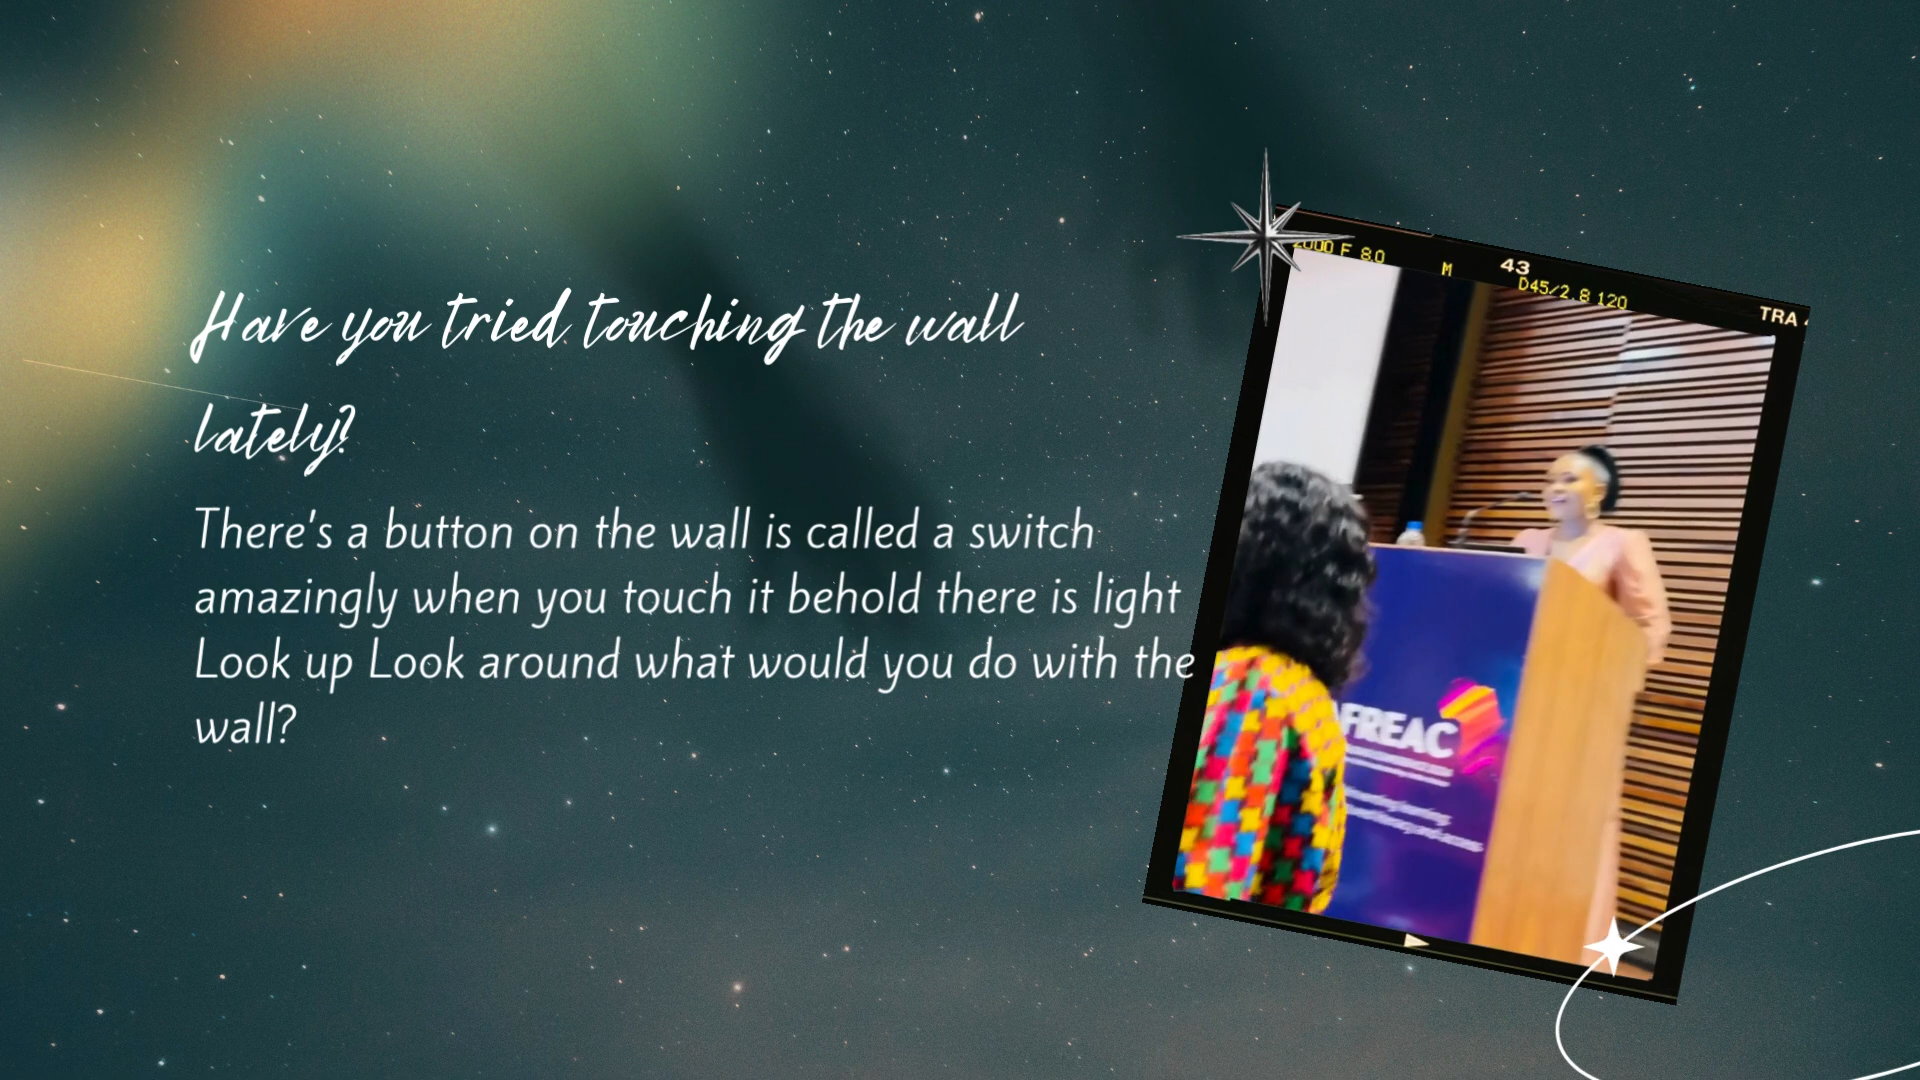 Have you tried touching the wall
lately?
There's a button on the wall is called a switch
amazingly when you touch it behold there is light
Look up Look around what would you do with the
wall?
F 80
M
43
D45/2.8 120
TRA
FREAC